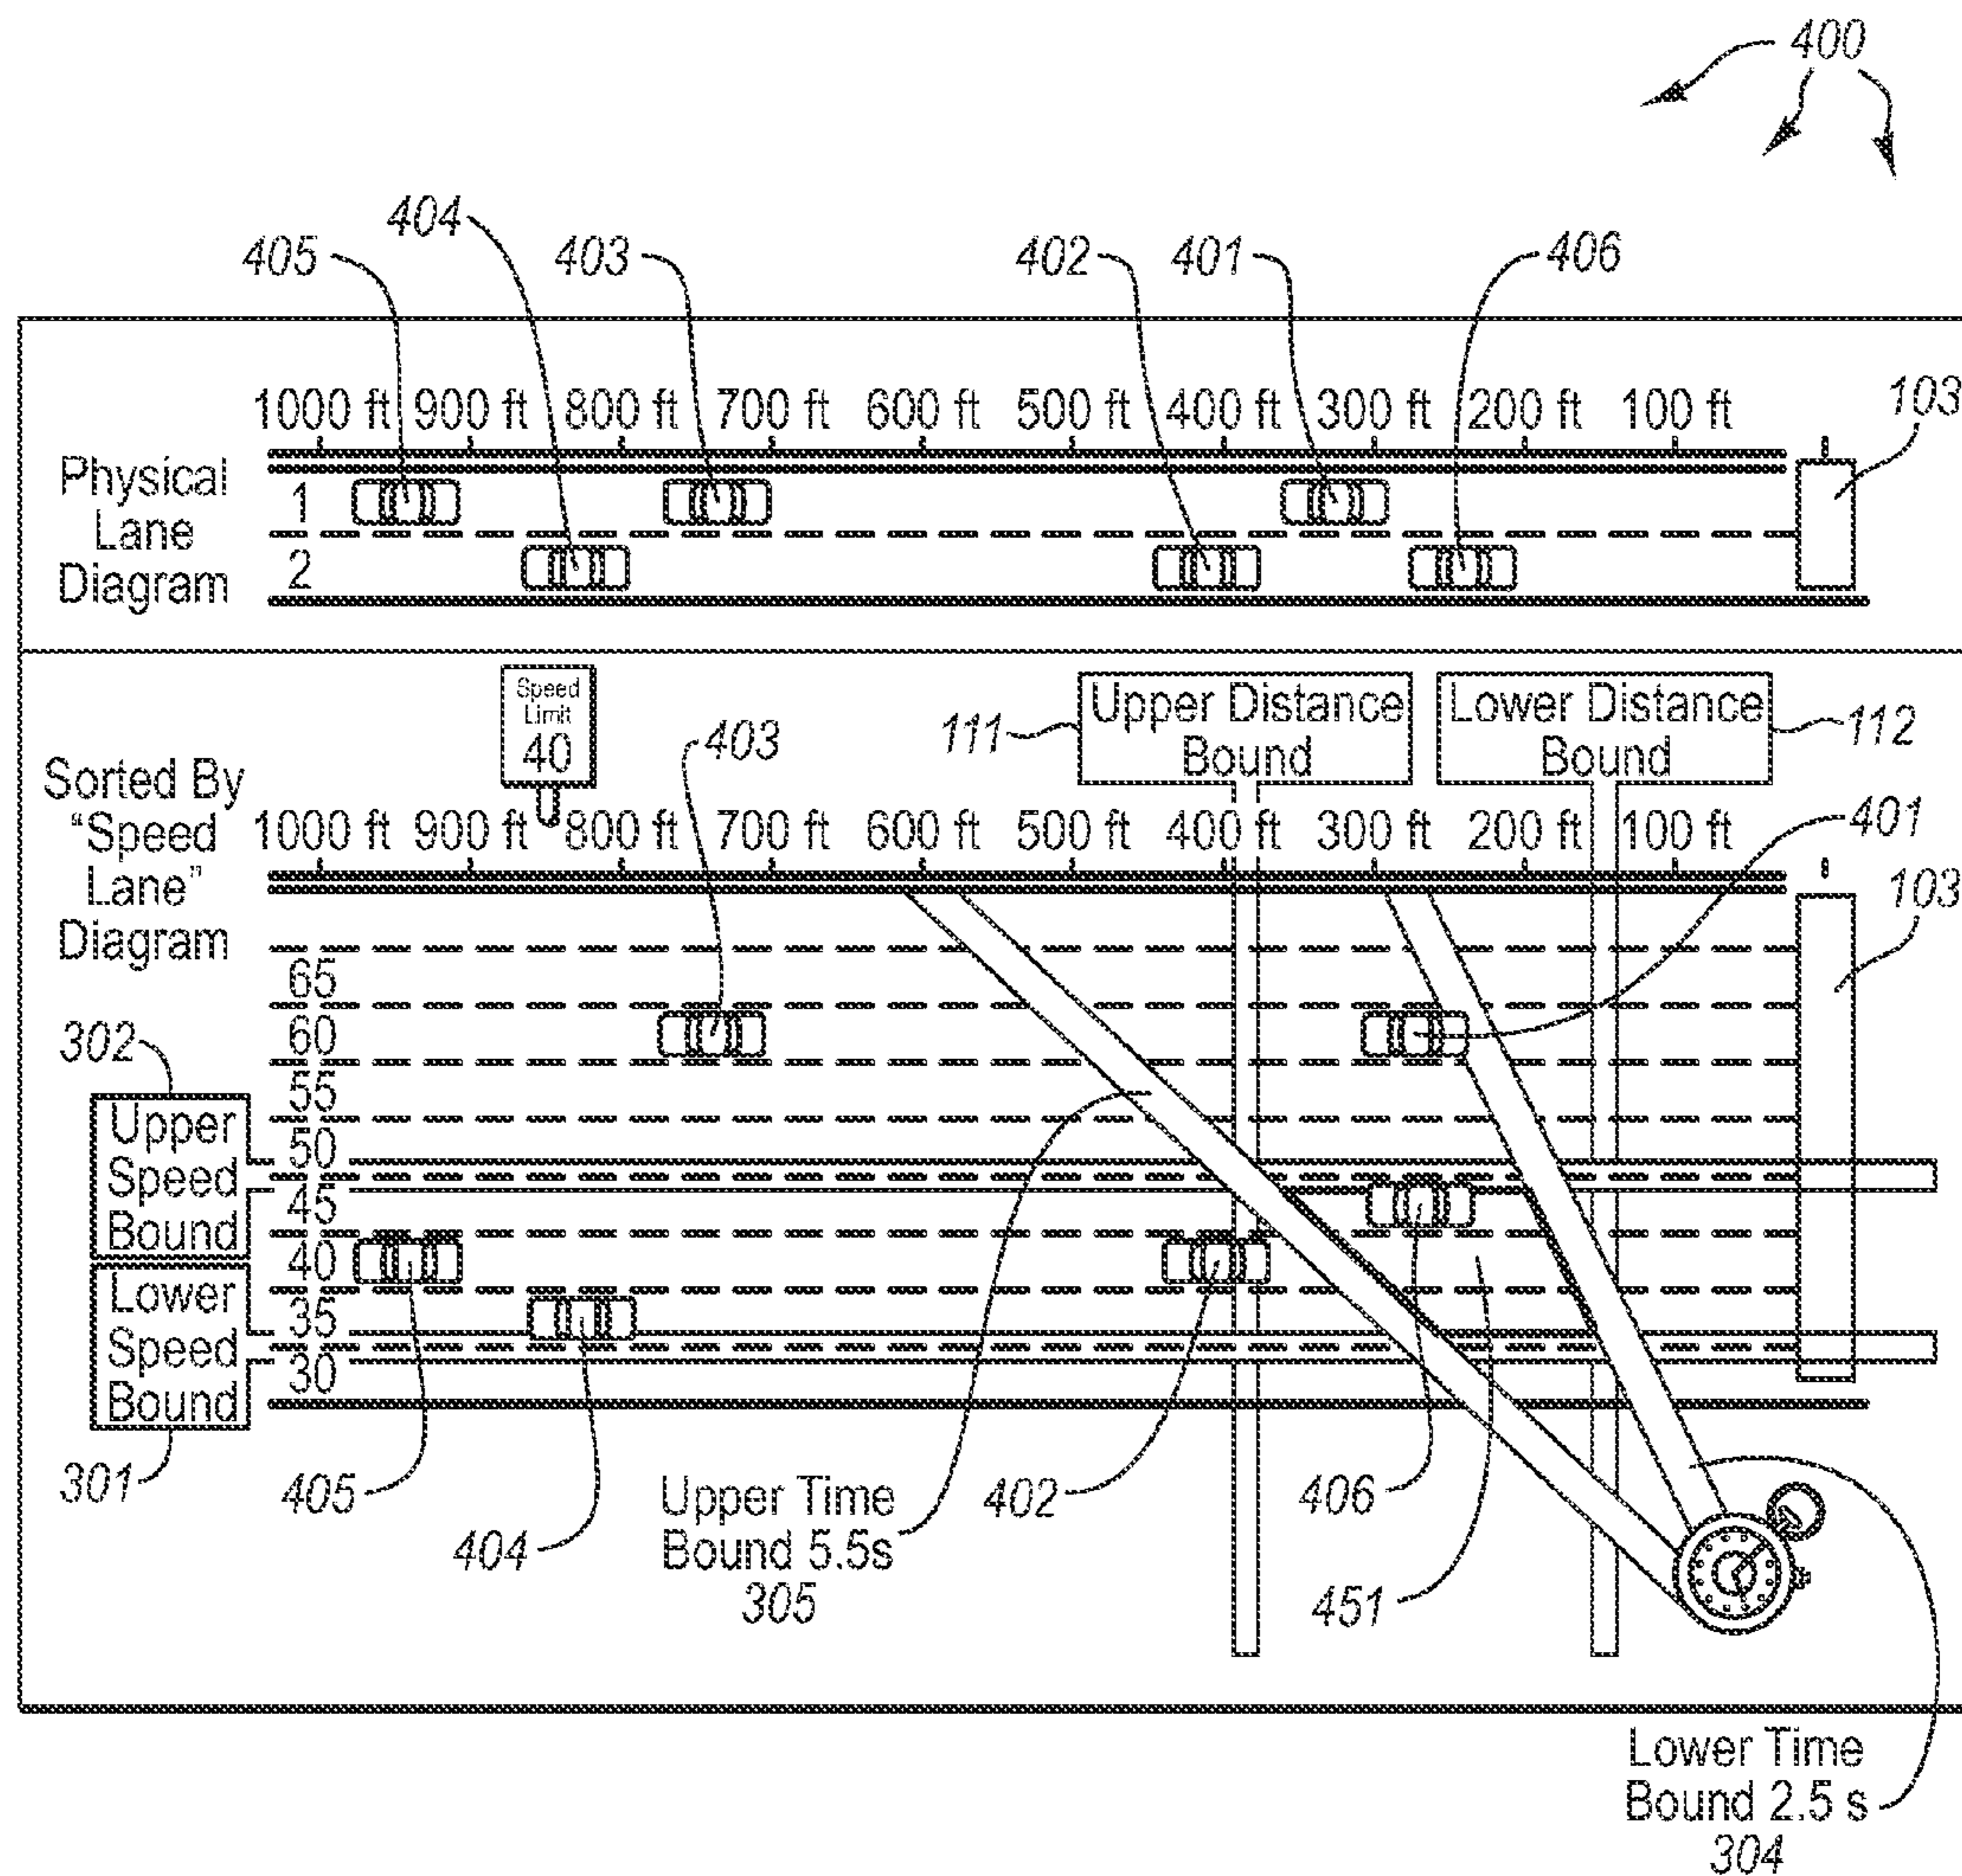 400
404
405
403
402
401
406
1000 ft 900 ft 800 ft 700 ft 600 ft 500 ft 400 ft 300 ft 200 ft 100 ft
103
Physical
Lane
Diagram
1
2
Speed
Limit
40
403
111
Upper Distance
Bound
Lower Distance
Bound
112
Sorted By
"Speed
Lane"
Diagram
1000 ft 900 ft 800 ft 700 ft 600 ft 500 ft 400 ft 300 ft 200 ft 100 ft
401
103
65
60
55
50
45
40
35
30
302
Upper
Speed
Bound
Lower
Speed
Bound
301
405
404
Upper Time
Bound 5.5s
305
402
406
451
Lower Time
Bound 2.5 s
304